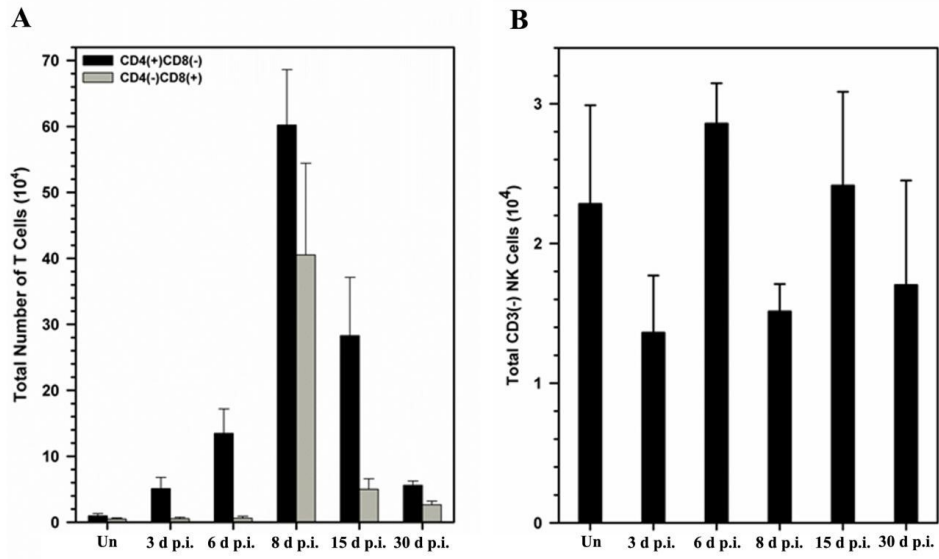 A
CD4(+)CD8(-)
CD4(-)CD8(+)
Total Number of T Cells (10⁴)
70
60
50
40
30
20
10
0
Un 3 d p.i. 6 d p.i. 8 d p.i. 15 d p.i. 30 d p.i.
B
Total CD3(-) NK Cells (10⁴)
3
2
1
0
Un 3 d p.i. 6 d p.i. 8 d p.i. 15 d p.i. 30 d p.i.